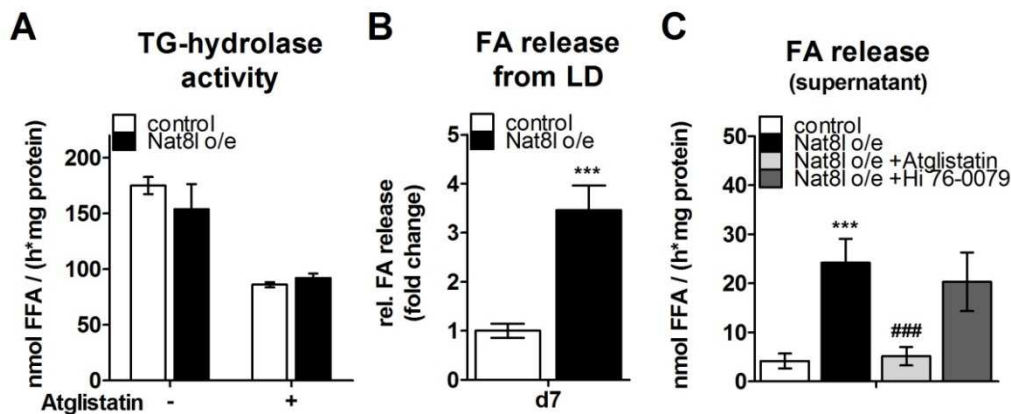 A
TG-hydrolase
activity
control
Nat8l o/e
nmol FFA / (h*mg protein)
200
150
100
50
0
Atglistatin - +
B
FA release
from LD
control
Nat8l o/e
rel. FA release
(fold change)
5
4
3
2
1
0
***
d7
C
FA release
(supernatant)
control
Nat8l o/e
Nat8l o/e +Atglistatin
Nat8l o/e +Hi 76-0079
nmol FFA / (h*mg protein)
50
40
30
20
10
0
***
###